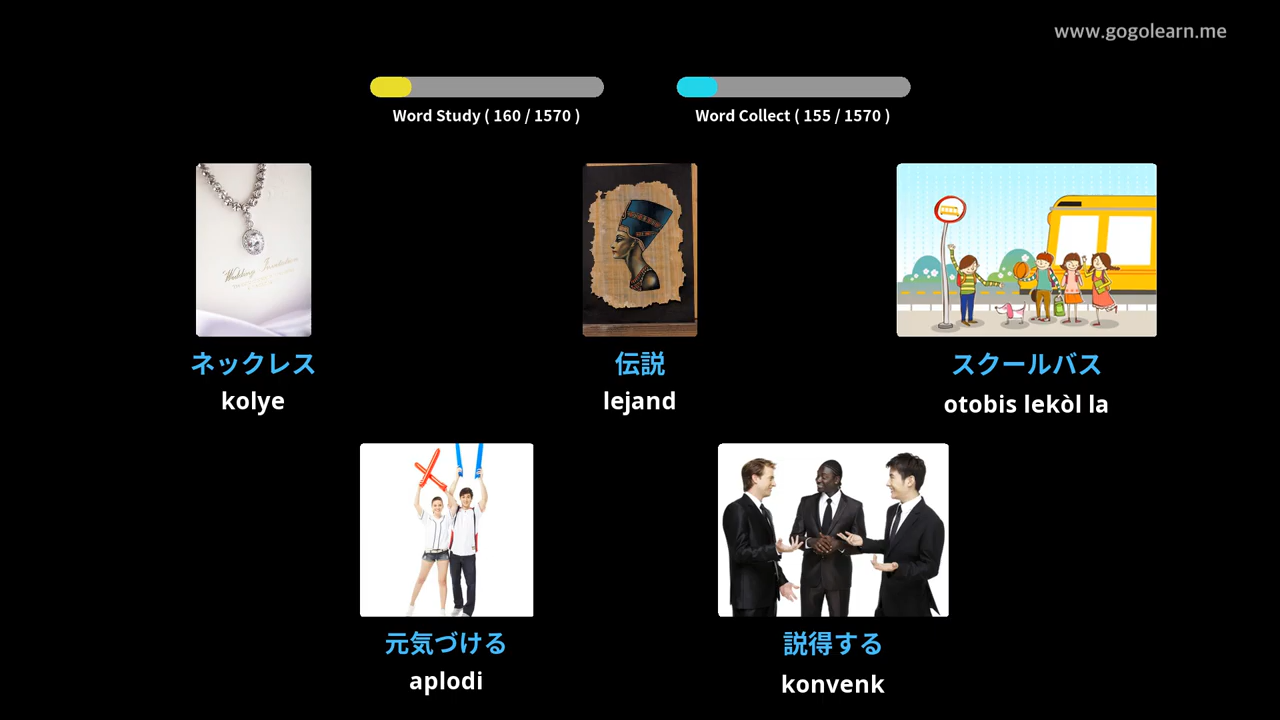 www.gogolearn.me
Word Study ( 160 / 1570 )
Word Collect ( 155 / 1570 )
Wedding Invitation
ネックレス
kolye
伝説
lejand
スクールバス
otobis lekòl la
元気づける
aplodi
説得する
konvenk